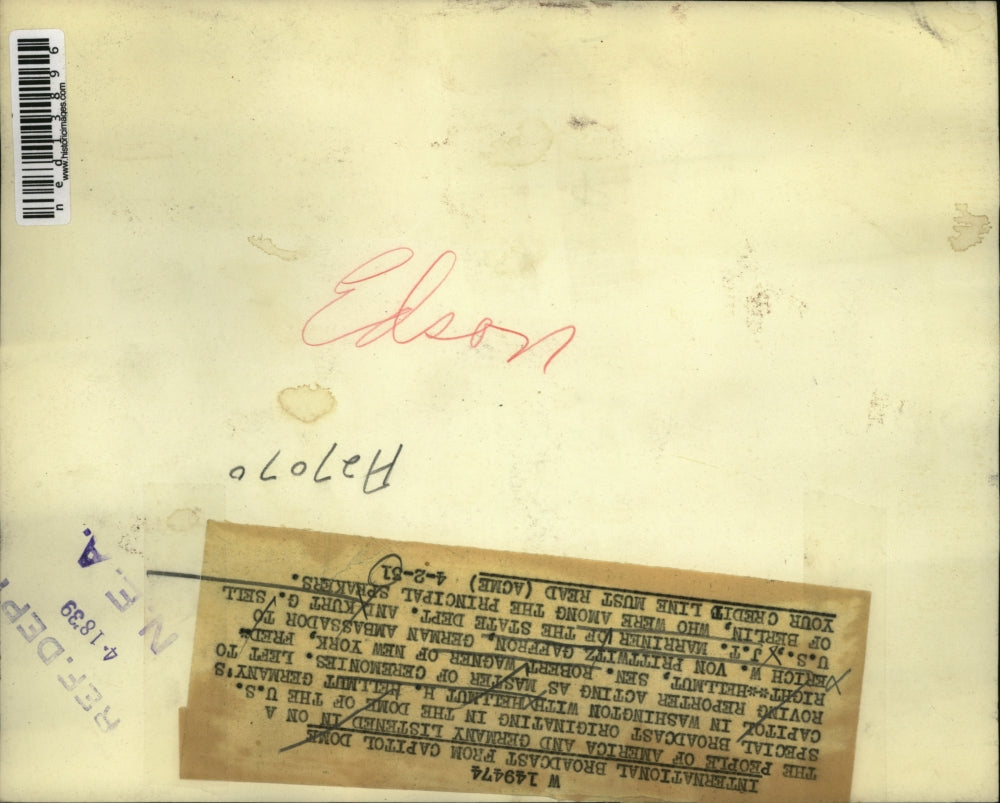 ned13896
www.historicimages.com
Edson
A27070
N. E. A.
4-1839
REF. DEPT
W 149474
INTERNATIONAL BROADCAST FROM CAPITOL DOME
THE PEOPLE OF AMERICA AND GERMANY LISTENED IN ON A
SPECIAL BROADCAST ORIGINATING IN THE DOME OF THE U.S.
CAPITOL IN WASHINGTON WITH HELLMUT H. HELLMUT GERMANY'S
ROVING REPORTER ACTING AS MASTER OF CEREMONIES. LEFT TO
RIGHT**HELLMUT, SEN. ROBERT WAGNER OF NEW YORK, FREI-
ERICH W. VON PRITTWITZ GAFFRON, GERMAN AMBASSADOR TO
U.S., J.T. MARRINER OF THE STATE DEPT. AND KURT G. SELL
OF BERLIN, WHO WERE AMONG THE PRINCIPAL SPRAKERS.
YOUR CREDIT LINE MUST READ (ACME) 4-2-31